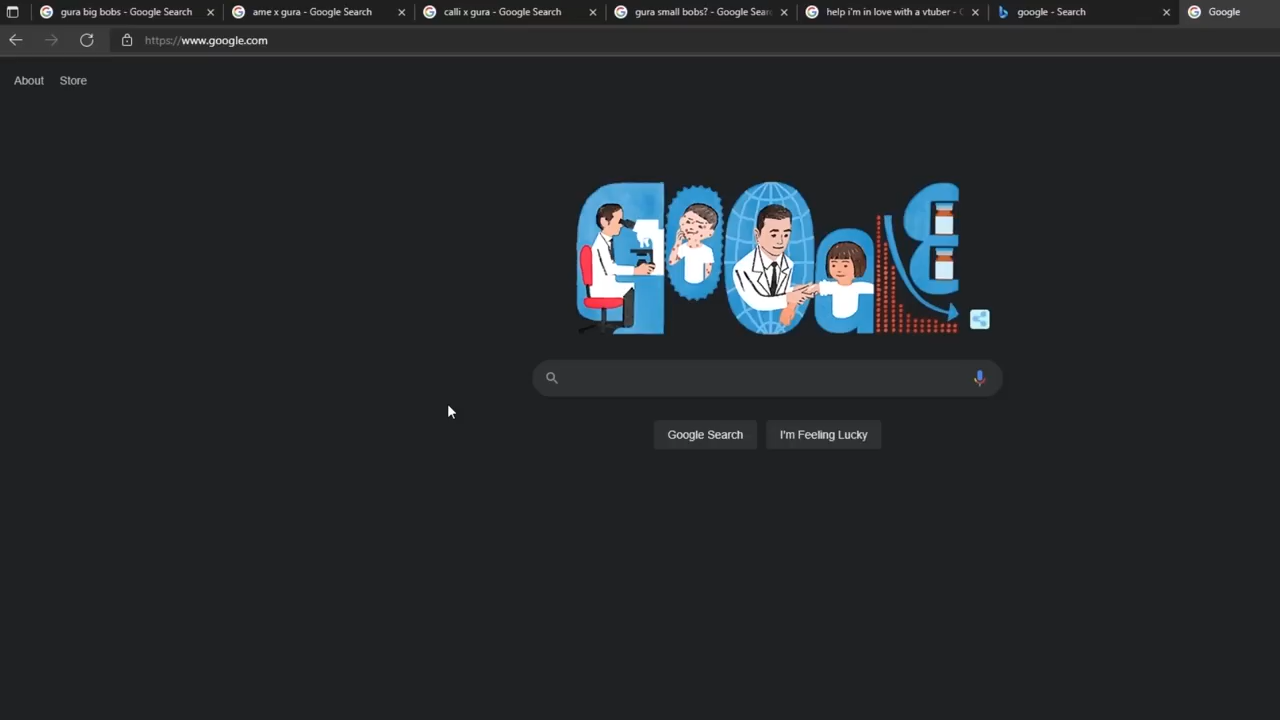 gura big bobs - Google Search
ame x gura - Google Search
calli x gura - Google Search
gura small bobs? - Google Sear
help i'm in love with a vtuber -
google - Search
Google
https://www.google.com
About
Store
Google
Google Search
I'm Feeling Lucky